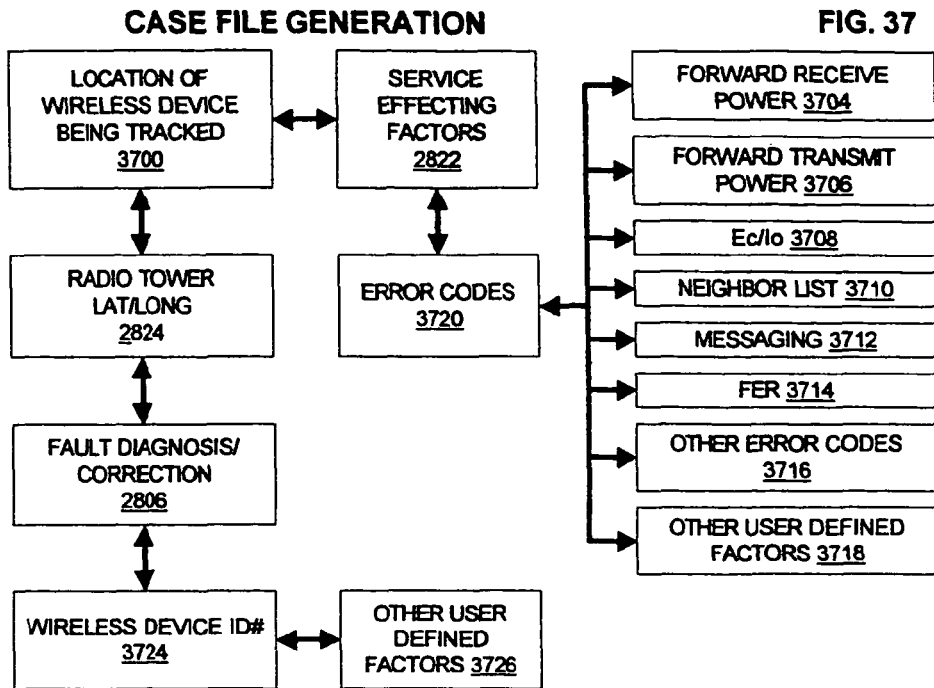 CASE FILE GENERATION
FIG. 37
LOCATION OF
WIRELESS DEVICE
BEING TRACKED
3700
SERVICE
EFFECTING
FACTORS
2822
RADIO TOWER
LAT/LONG
2824
ERROR CODES
3720
FAULT DIAGNOSIS/
CORRECTION
2806
WIRELESS DEVICE ID#
3724
OTHER USER
DEFINED
FACTORS 3726
FORWARD RECEIVE
POWER 3704
FORWARD TRANSMIT
POWER 3706
Ec/Io 3708
NEIGHBOR LIST 3710
MESSAGING 3712
FER 3714
OTHER ERROR CODES
3716
OTHER USER DEFINED
FACTORS 3718